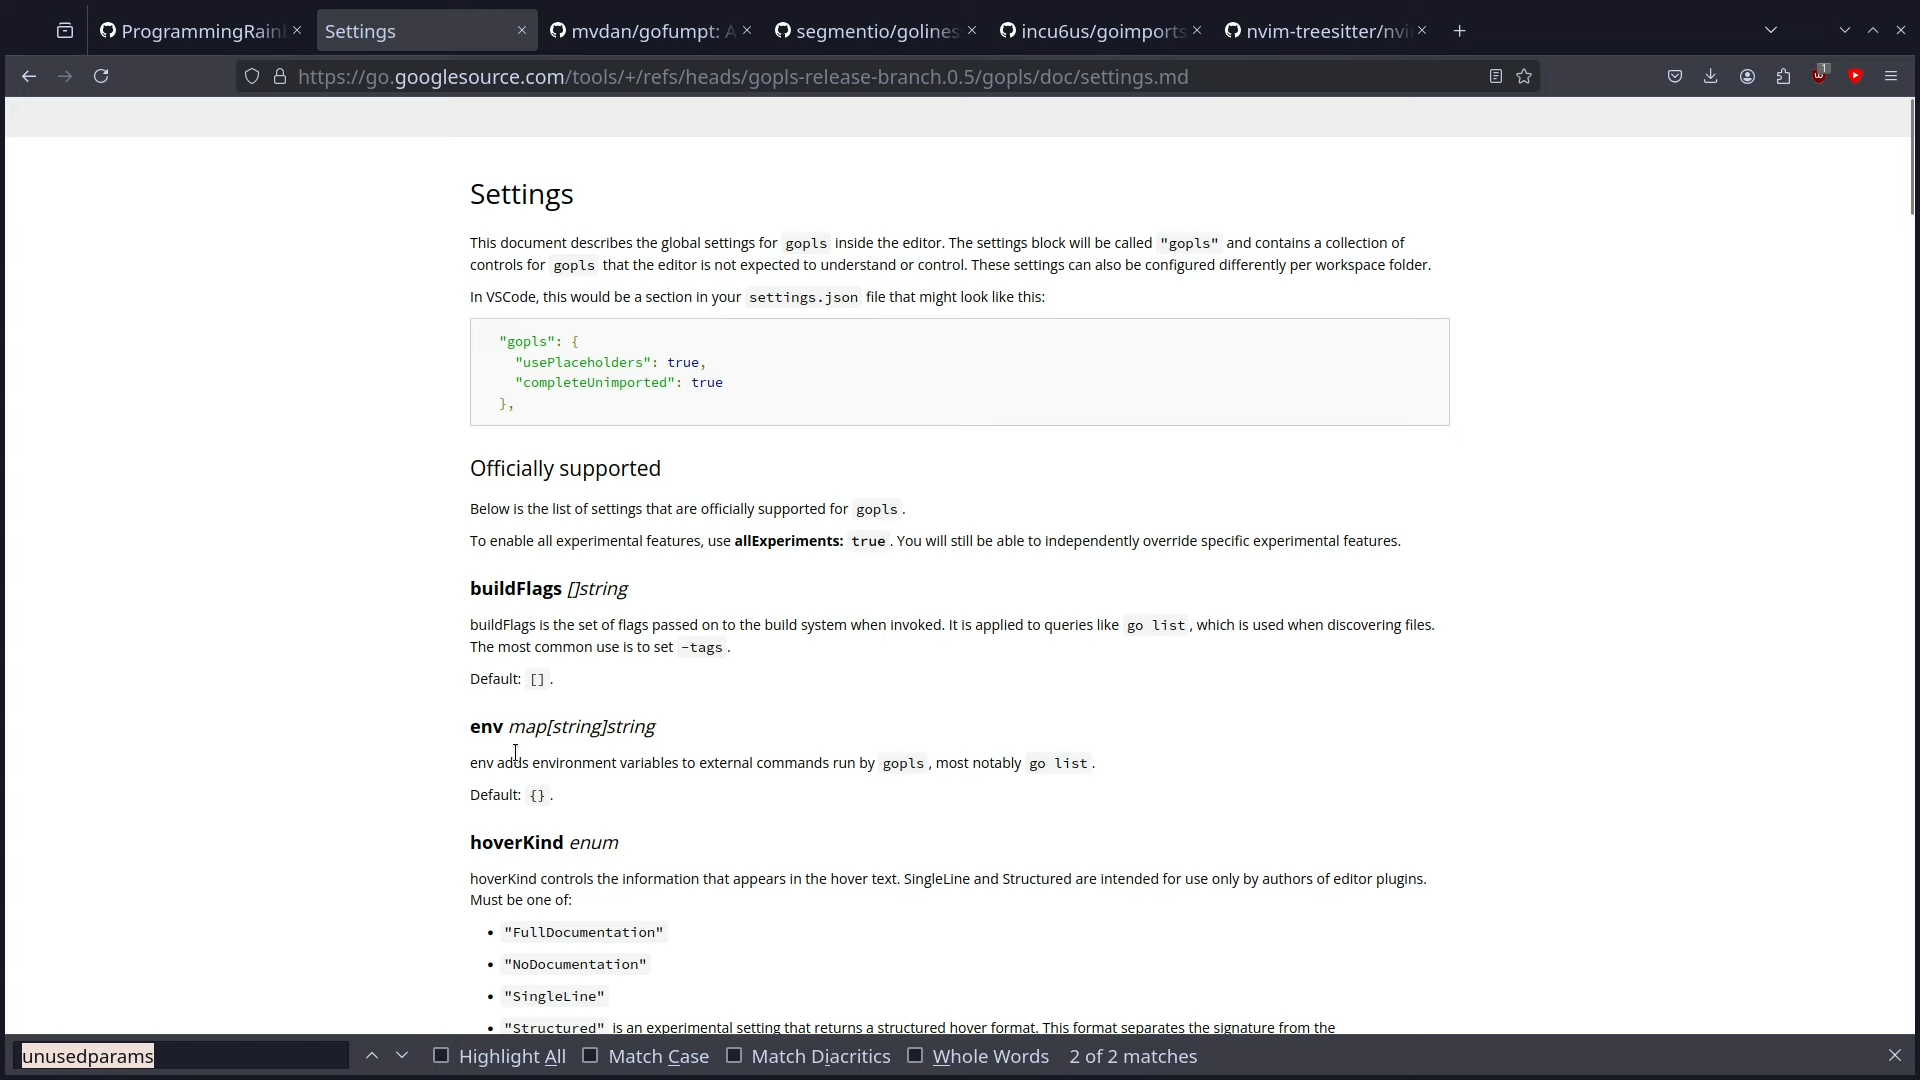 ProgrammingRain
Settings
mvdan/gofumpt: A
segmentio/golines
incu6us/goimports
nvim-treesitter/nvi
https://go.googlesource.com/tools/+/refs/heads/gopls-release-branch.0.5/gopls/doc/settings.md
1
Settings
This document describes the global settings for gopls inside the editor. The settings block will be called "gopls" and contains a collection of
controls for gopls that the editor is not expected to understand or control. These settings can also be configured differently per workspace folder.
In VSCode, this would be a section in your settings.json file that might look like this:
"gopls": {
"usePlaceholders": true,
"completeUnimported": true
},
Officially supported
Below is the list of settings that are officially supported for gopls.
To enable all experimental features, use allExperiments: true. You will still be able to independently override specific experimental features.
buildFlags []string
buildFlags is the set of flags passed on to the build system when invoked. It is applied to queries like go list, which is used when discovering files.
The most common use is to set -tags.
Default: [].
env map[string]string
env adds environment variables to external commands run by gopls, most notably go list.
Default: {}.
hoverKind enum
hoverKind controls the information that appears in the hover text. SingleLine and Structured are intended for use only by authors of editor plugins.
Must be one of:
• "FullDocumentation"
• "NoDocumentation"
• "SingleLine"
• "Structured" is an experimental setting that returns a structured hover format. This format separates the signature from the
unusedparams
Highlight All
Match Case
Match Diacritics
Whole Words
2 of 2 matches